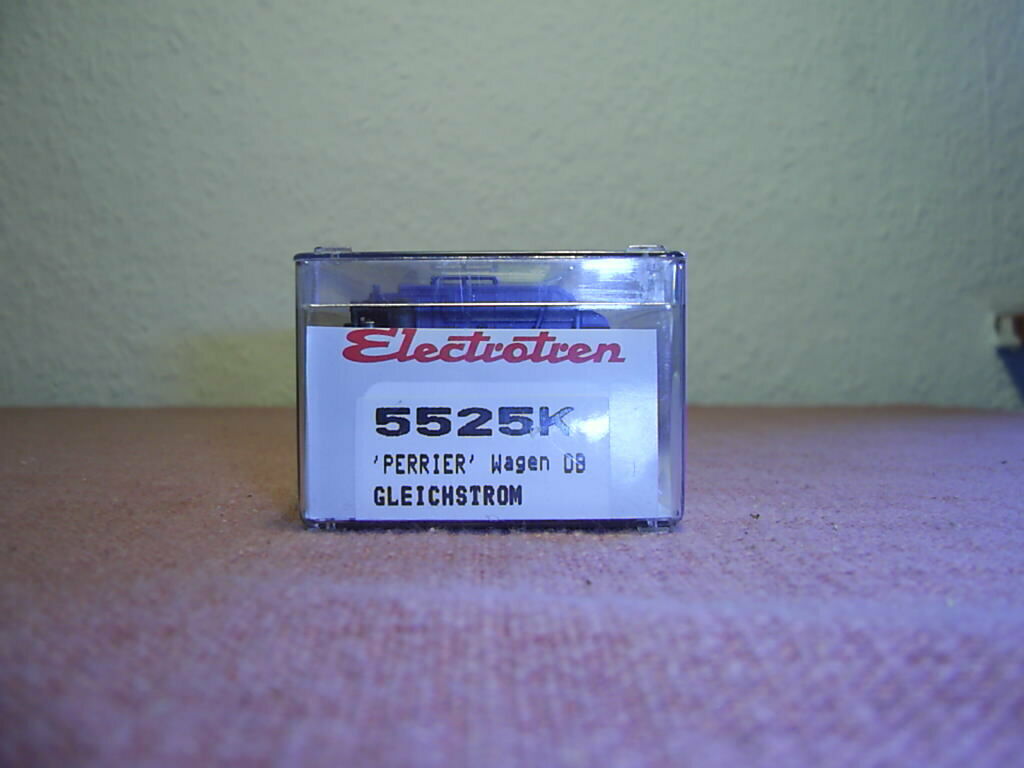 Electrotren
5525K
'PERRIER' Wagen DB
GLEICHSTROM